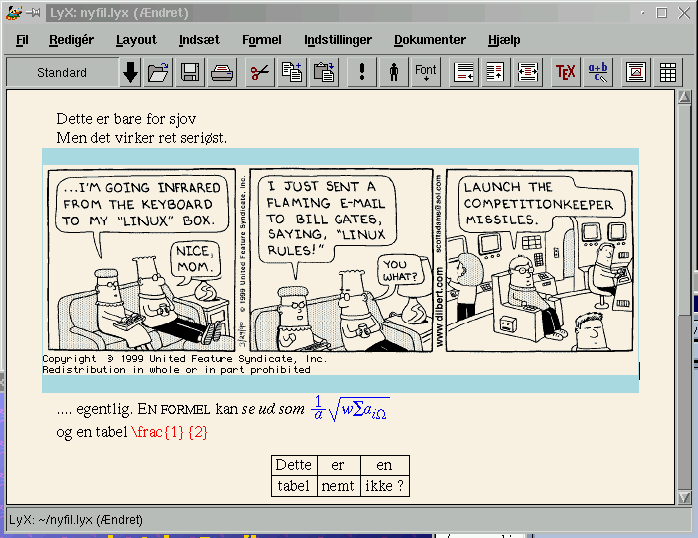 LyX: nyfil.lyx (Ændret)
Fil Redigér Layout Indsæt Formel Indstillinger Dokumenter Hjælp
Standard
Font
TEX
a+b
c
Dette er bare for sjov
Men det virker ret seriøst.
...I'M GOING INFRARED
FROM THE KEYBOARD
TO MY "LINUX" BOX.
NICE,
MOM.
3/24/99 © 1999 United Feature Syndicate, Inc.
I JUST SENT A
FLAMING E-MAIL
TO BILL GATES,
SAYING, "LINUX
RULES!"
YOU
WHAT?
www.dilbert.com scottadams@aol.com
LAUNCH THE
COMPETITIONKEEPER
MISSILES.
Copyright © 1999 United Feature Syndicate, Inc.
Redistribution in whole or in part prohibited
.... egentlig. EN FORMEL kan se ud som 1/a √wΣa_iΩ
og en tabel \frac{1}{2}
Dette er en
tabel nemt ikke ?
LyX: ~/nyfil.lyx (Ændret)